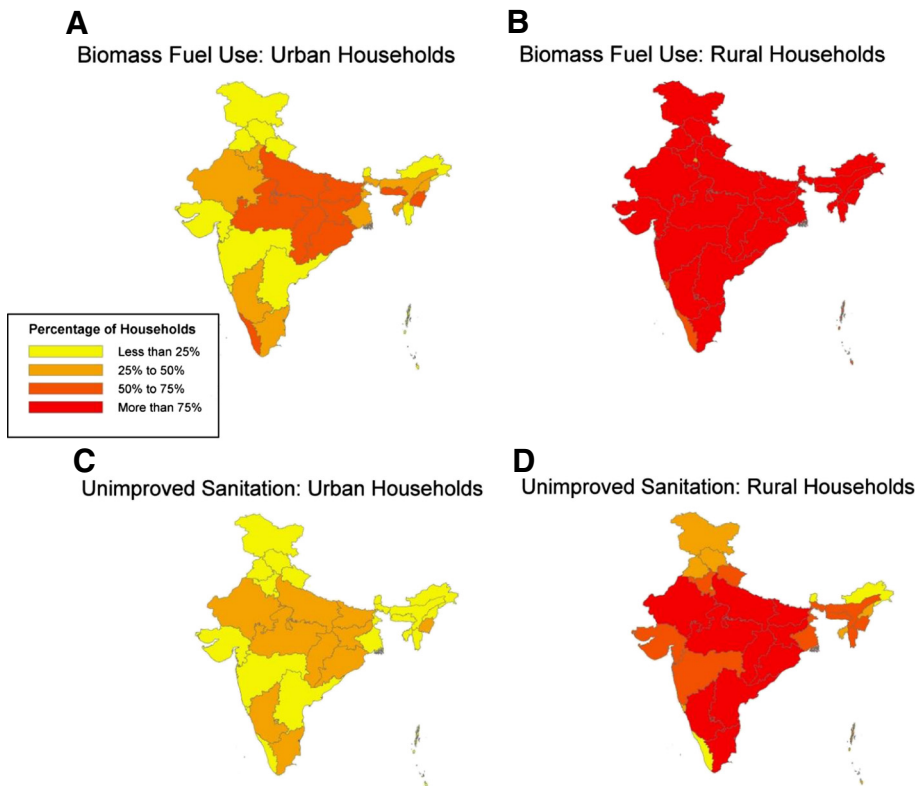 A
Biomass Fuel Use: Urban Households
B
Biomass Fuel Use: Rural Households
Percentage of Households
Less than 25%
25% to 50%
50% to 75%
More than 75%
C
Unimproved Sanitation: Urban Households
D
Unimproved Sanitation: Rural Households